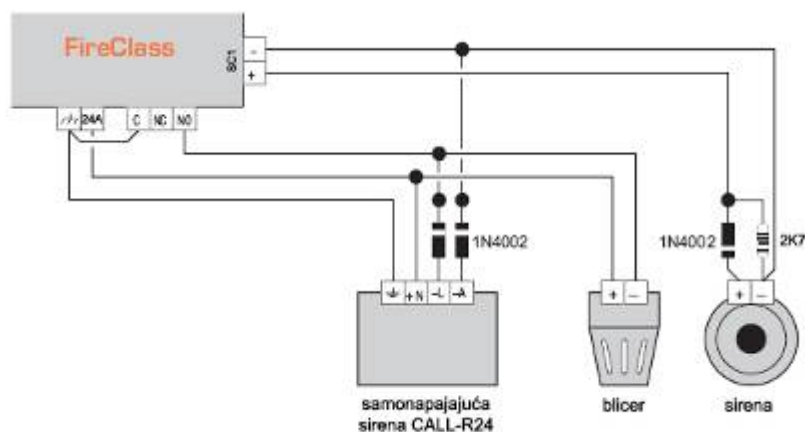 FireClass
SC1
-
+
24A
C
NC
NO
1N4002
1N4002
2K7
+N
-L
-A
+
-
+
-
samonapajajuća
sirena CALL-R24
blicer
sirena